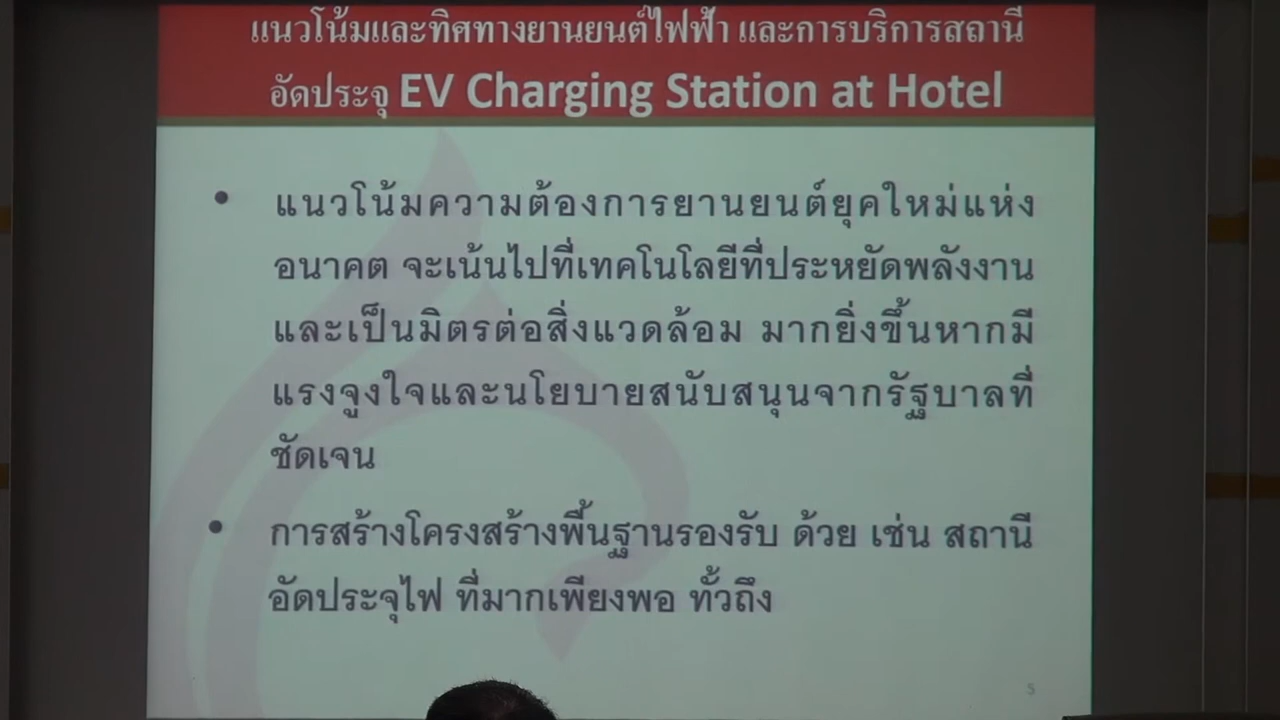 แนวโน้มและทิศทางยานยนต์ไฟฟ้า และการบริการสถานี
อัดประจุ EV Charging Station at Hotel
• แนวโน้มความต้องการยานยนต์ยุคใหม่แห่ง
อนาคต จะเน้นไปที่เทคโนโลยีที่ประหยัดพลังงาน
และเป็นมิตรต่อสิ่งแวดล้อม มากยิ่งขึ้นหากมี
แรงจูงใจและนโยบายสนับสนุนจากรัฐบาลที่
ชัดเจน
• การสร้างโครงสร้างพื้นฐานรองรับ ด้วย เช่น สถานี
อัดประจุไฟ ที่มากเพียงพอ ทั้วถึง
5